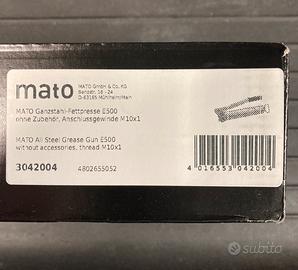 mato
MATO GmbH & Co. KG
Benzstr. 16 - 24
D-63165 Mühlheim/Main
MATO Ganzstahl-Fettpresse E500
ohne Zubehör, Anschlussgewinde M10x1
MATO All Steel Grease Gun E500
without accessories, thread M10x1
3042004
4802655052
4 016553 042004
subito